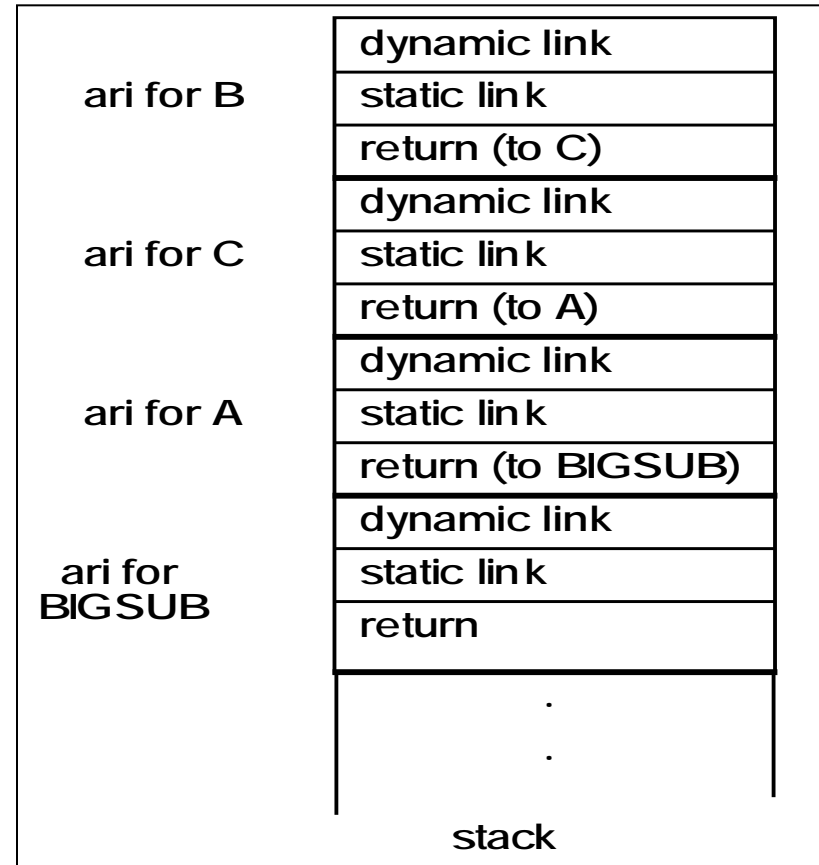 dynamic link
ari for B
static link
return (to C)
dynamic link
ari for C
static link
return (to A)
dynamic link
ari for A
static link
return (to BIGSUB)
dynamic link
ari for
BIGSUB
static link
return
.
.
stack